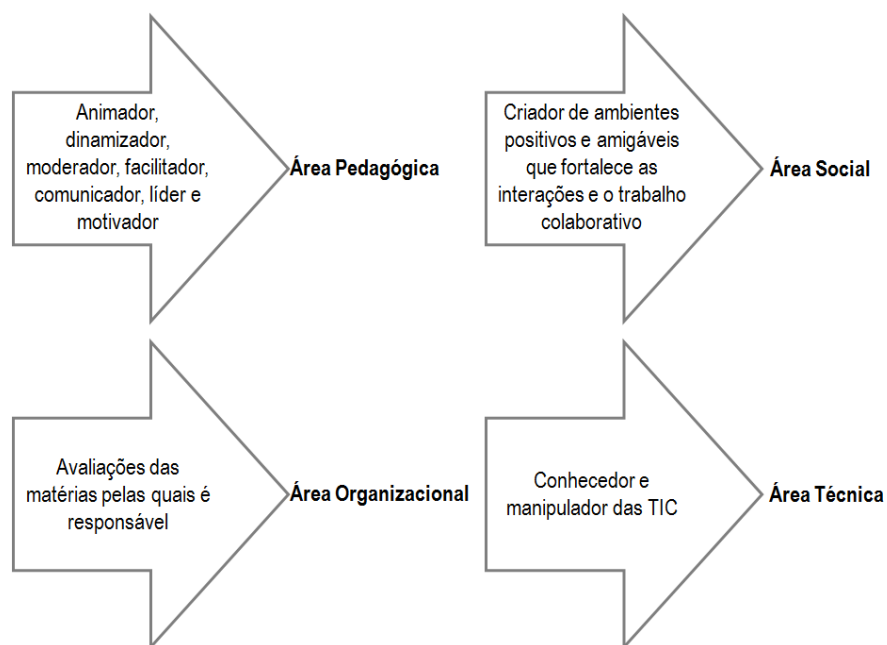 Animador,
dinamizador,
moderador, facilitador,
comunicador, líder e
motivador
Área Pedagógica
Criador de ambientes
positivos e amigáveis
que fortalece as
interações e o trabalho
colaborativo
Área Social
Avaliações das
matérias pelas quais é
responsável
Área Organizacional
Conhecedor e
manipulador das TIC
Área Técnica